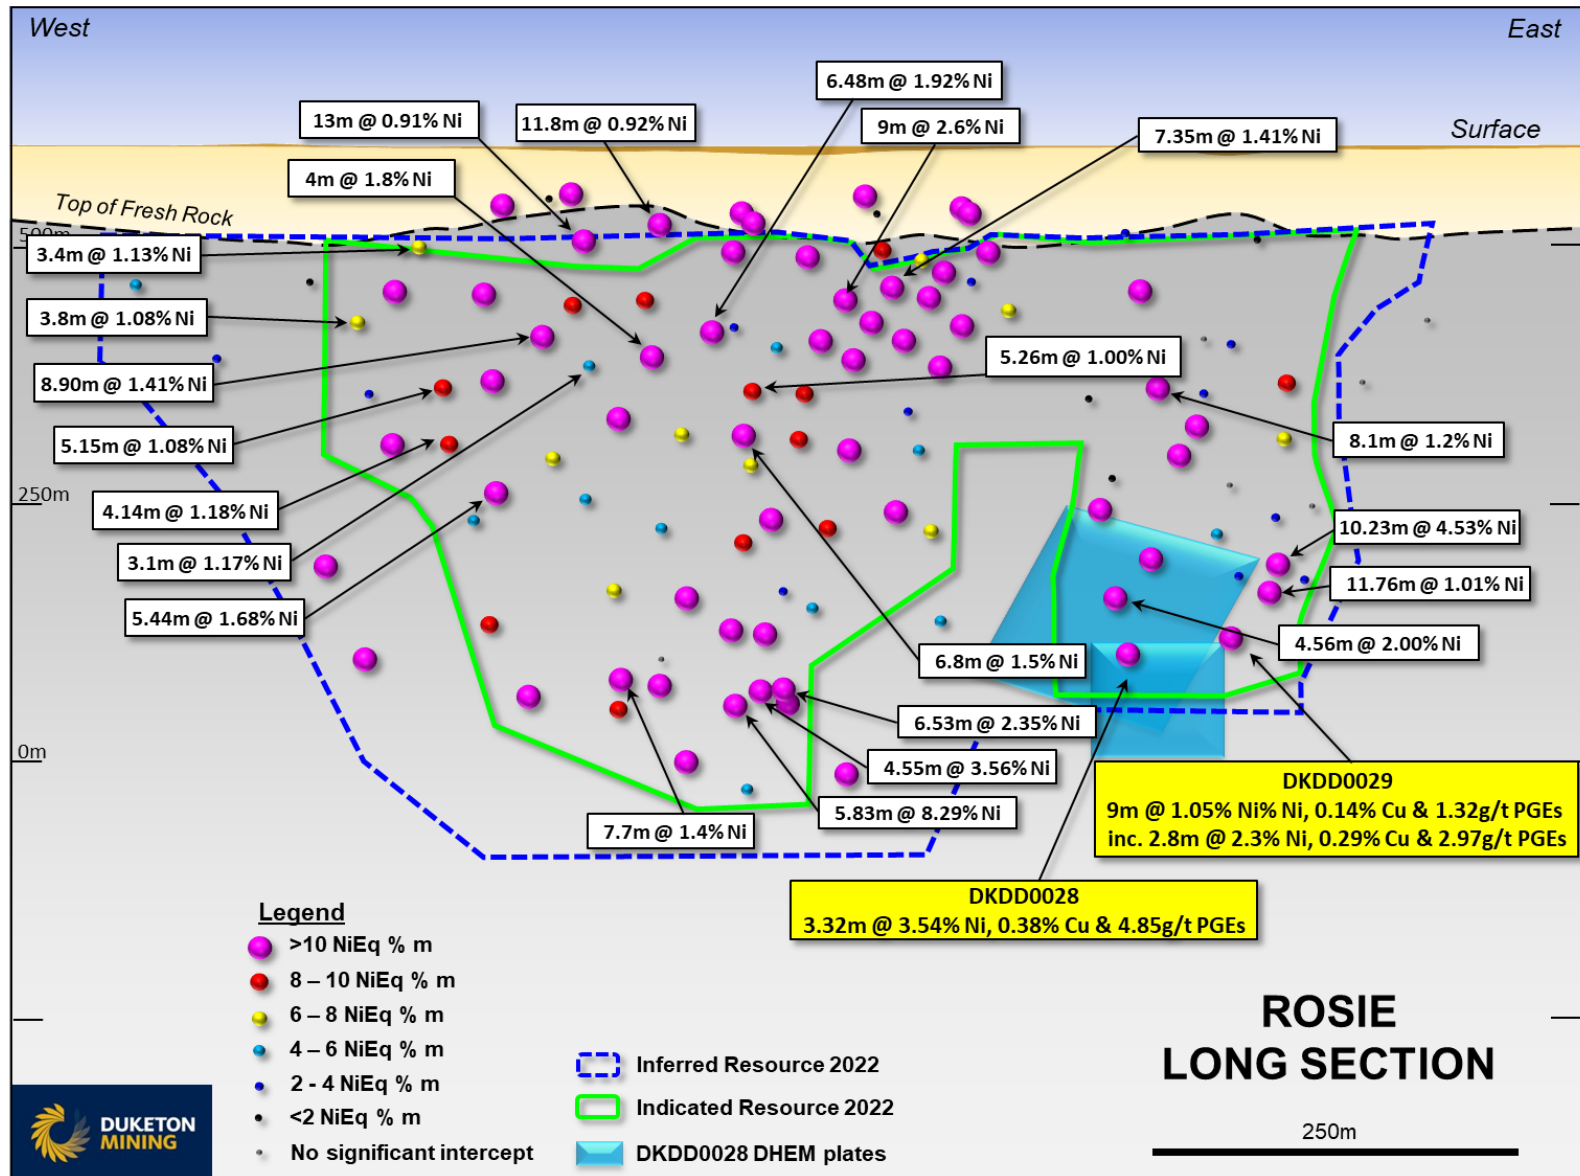 West
East
6.48m @ 1.92% Ni
13m @ 0.91% Ni
11.8m @ 0.92% Ni
9m @ 2.6% Ni
7.35m @ 1.41% Ni
Surface
4m @ 1.8% Ni
Top of Fresh Rock
500m
3.4m @ 1.13% Ni
3.8m @ 1.08% Ni
5.26m @ 1.00% Ni
8.90m @ 1.41% Ni
5.15m @ 1.08% Ni
8.1m @ 1.2% Ni
250m
4.14m @ 1.18% Ni
10.23m @ 4.53% Ni
3.1m @ 1.17% Ni
11.76m @ 1.01% Ni
5.44m @ 1.68% Ni
4.56m @ 2.00% Ni
6.8m @ 1.5% Ni
6.53m @ 2.35% Ni
0m
4.55m @ 3.56% Ni
5.83m @ 8.29% Ni
7.7m @ 1.4% Ni
DKDD0029
9m @ 1.05% Ni% Ni, 0.14% Cu & 1.32g/t PGEs
inc. 2.8m @ 2.3% Ni, 0.29% Cu & 2.97g/t PGEs
DKDD0028
3.32m @ 3.54% Ni, 0.38% Cu & 4.85g/t PGEs
Legend
>10 NiEq % m
8 – 10 NiEq % m
6 – 8 NiEq % m
4 – 6 NiEq % m
2 - 4 NiEq % m
<2 NiEq % m
No significant intercept
Inferred Resource 2022
Indicated Resource 2022
DKDD0028 DHEM plates
ROSIE
LONG SECTION
250m
DUKETON
MINING